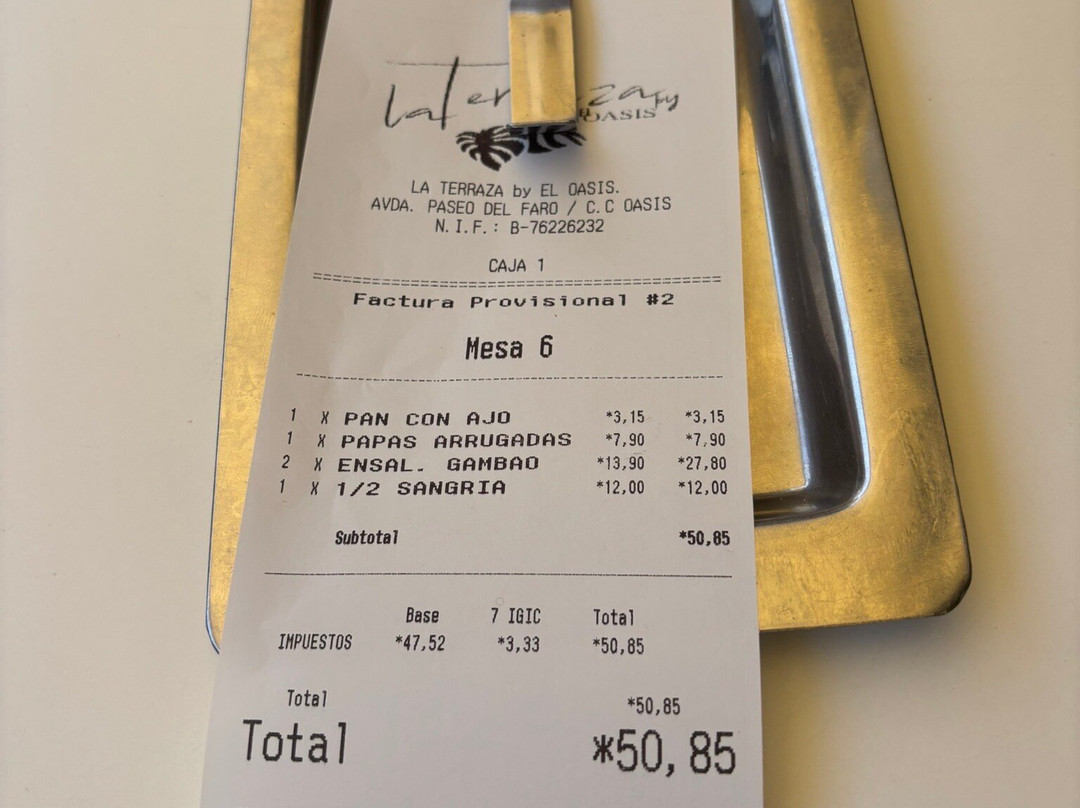 La by
OASIS
LA TERRAZA by EL OASIS.
AVDA. PASEO DEL FARO / C.C OASIS
N.I.F.: B-76226232
CAJA 1
Factura Provisional #2
Mesa 6
1 X PAN CON AJO *3,15 *3,15
1 X PAPAS ARRUGADAS *7,90 *7,90
2 X ENSAL. GAMBAO *13,90 *27,80
1 X 1/2 SANGRIA *12,00 *12,00
Subtotal *50,85
Base 7 IGIC Total
IMPUESTOS *47,52 *3,33 *50,85
Total *50,85
Total *50,85